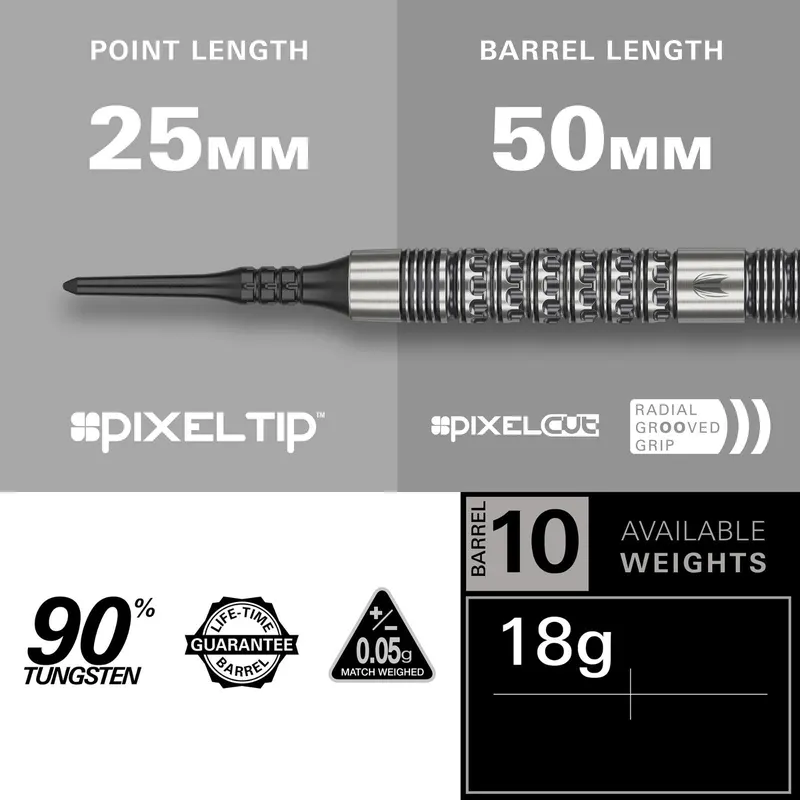 POINT LENGTH
25MM
BARREL LENGTH
50MM
PIXELTIP™
PIXELCUT
RADIAL
GROOVED
GRIP
90%
TUNGSTEN
LIFE-TIME
GUARANTEE
BARREL
+/-
0.05g
MATCH WEIGHED
BARREL
10
AVAILABLE
WEIGHTS
18g